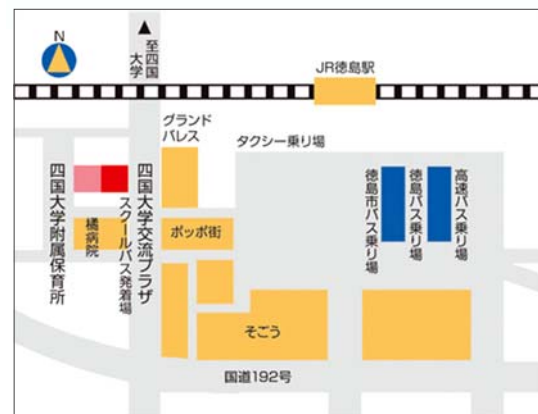 N
至四国
大学
JR徳島駅
グランド
パレス
タクシー乗り場
四国大学附属保育所
橘病院
スクールバス発着場
四国大学交流プラザ
ポッポ街
徳島市バス乗り場
徳島バス乗り場
高速バス乗り場
そごう
国道192号